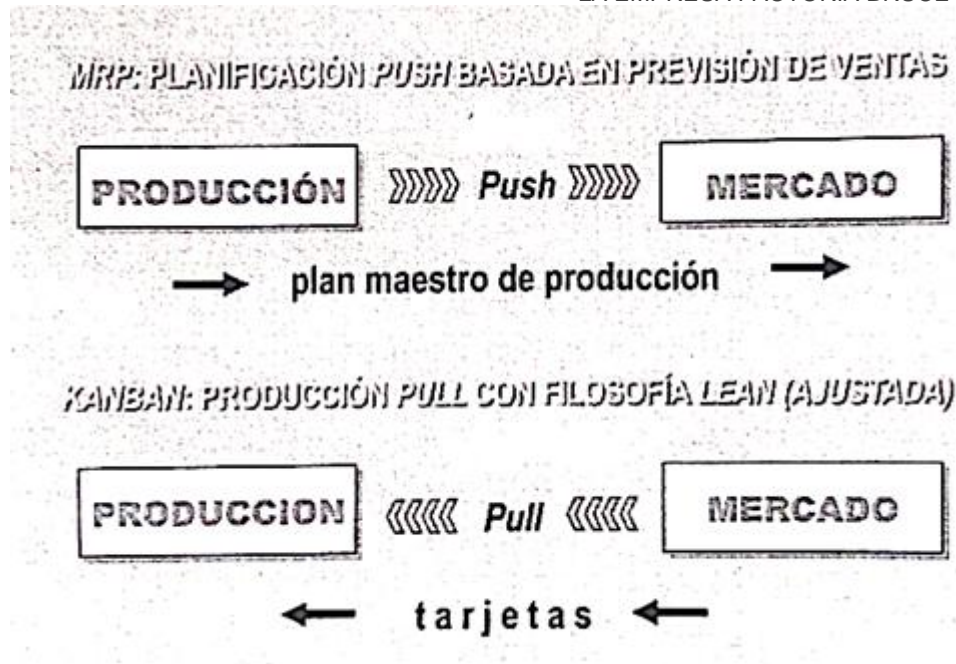 MRP: PLANIFICACIÓN PUSH BASADA EN PREVISIÓN DE VENTAS
PRODUCCIÓN Push MERCADO
plan maestro de producción
KANBAN: PRODUCCIÓN PULL CON FILOSOFÍA LEAN (AJUSTADA)
PRODUCCION Pull MERCADO
tarjetas